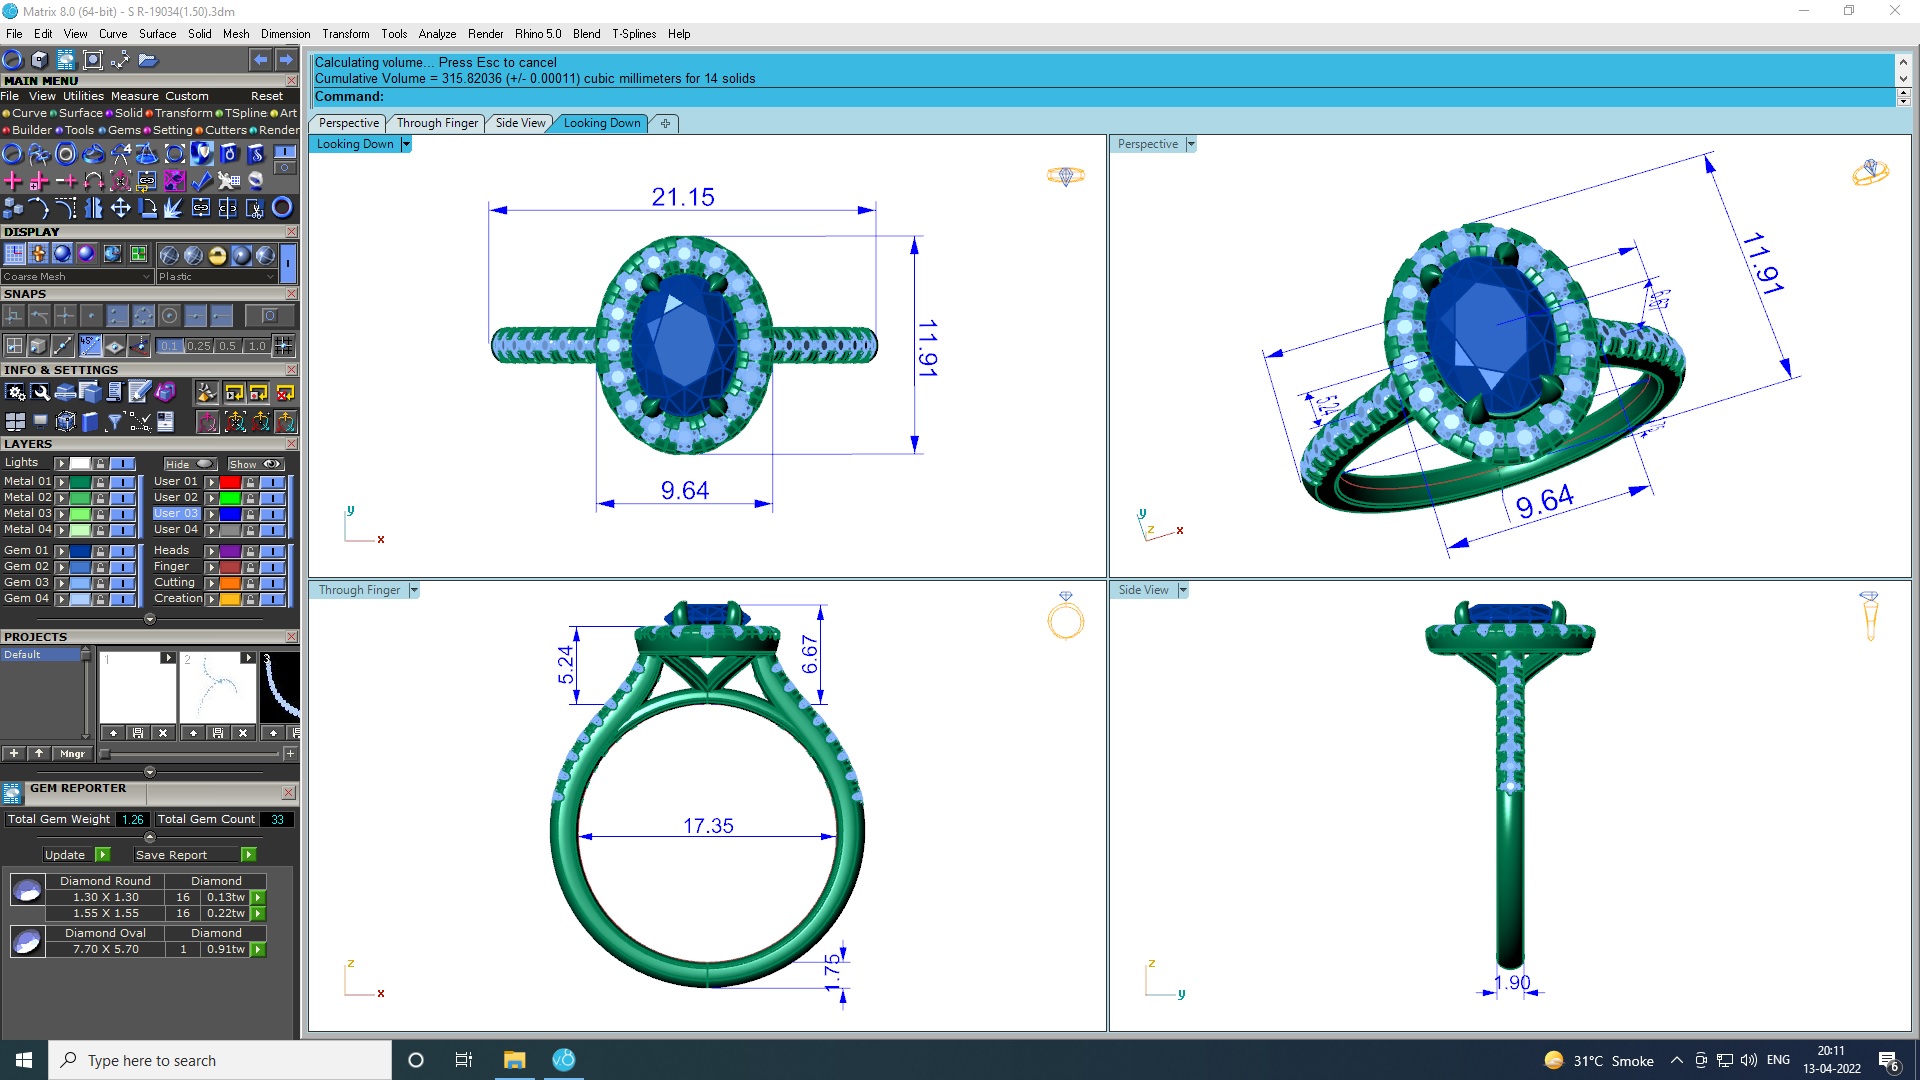 Matrix 8.0 (64-bit) - S R-19034(1.50).3dm
File Edit View Curve Surface Solid Mesh Dimension Transform Tools Analyze Render Rhino 5.0 Blend T-Splines Help
Calculating volume... Press Esc to cancel
Cumulative Volume = 315.82036 (+/- 0.00011) cubic millimeters for 14 solids
Command:
MAIN MENU
File View Utilities Measure Custom Reset
Curve Surface Solid Transform TSpline Art
Builder Tools Gems Setting Cutters Render
DISPLAY
Coarse Mesh Plastic
SNAPS
45°
0.1 0.25 0.5 1.0
INFO & SETTINGS
LAYERS
Lights Hide Show
Metal 01 User 01
Metal 02 User 02
Metal 03 User 03
Metal 04 User 04
Gem 01 Heads
Gem 02 Finger
Gem 03 Cutting
Gem 04 Creation
PROJECTS
Default
1 2 3
Mngr
GEM REPORTER
Total Gem Weight 1.26 Total Gem Count 33
Update Save Report
Diamond Round Diamond
1.30 X 1.30 16 0.13tw
1.55 X 1.55 16 0.22tw
Diamond Oval Diamond
7.70 X 5.70 1 0.91tw
Perspective Through Finger Side View Looking Down
Looking Down
21.15
11.91
9.64
y
x
Perspective
11.91
6.67
5.24
9.64
y
z
x
Through Finger
5.24
6.67
17.35
1.75
z
x
Side View
1.90
z
y
Type here to search
31°C Smoke
ENG
20:11
13-04-2022
6